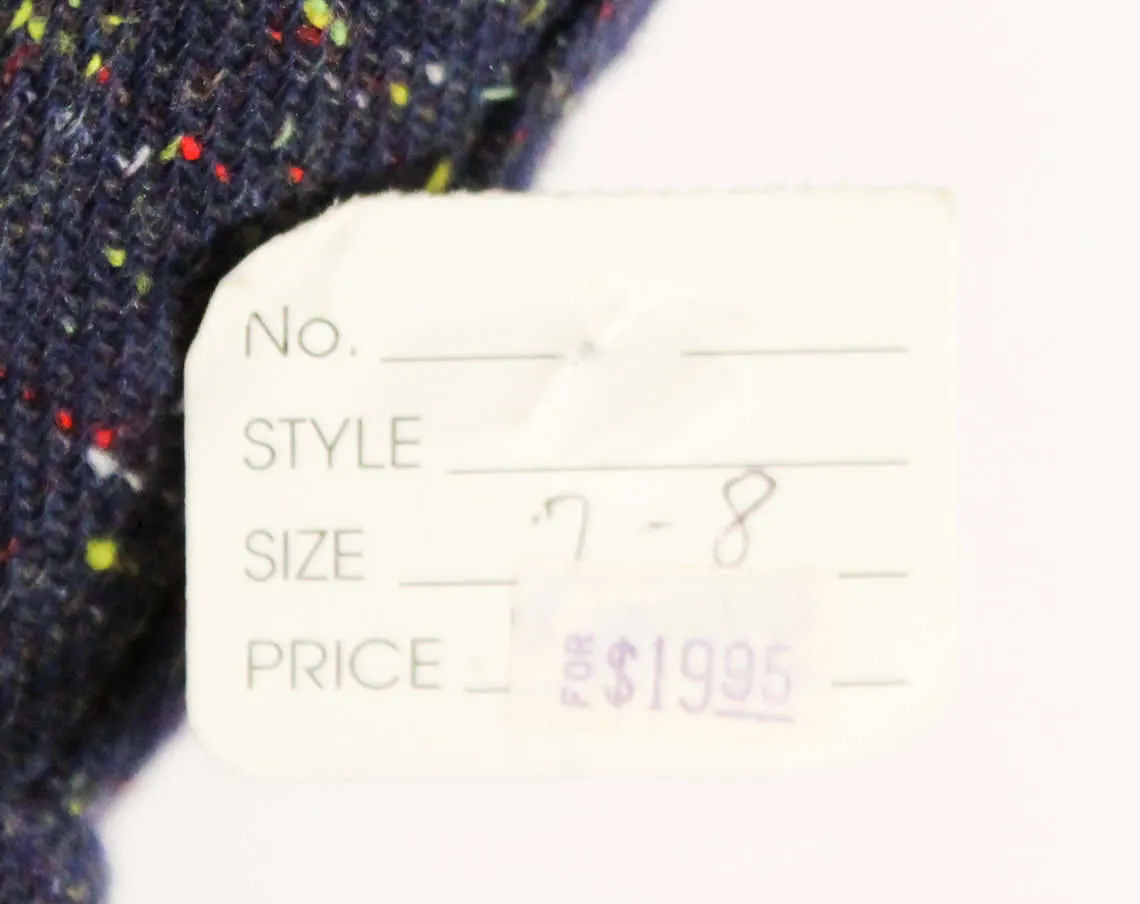 No.
STYLE
SIZE 7 - 8
PRICE FOR $1995